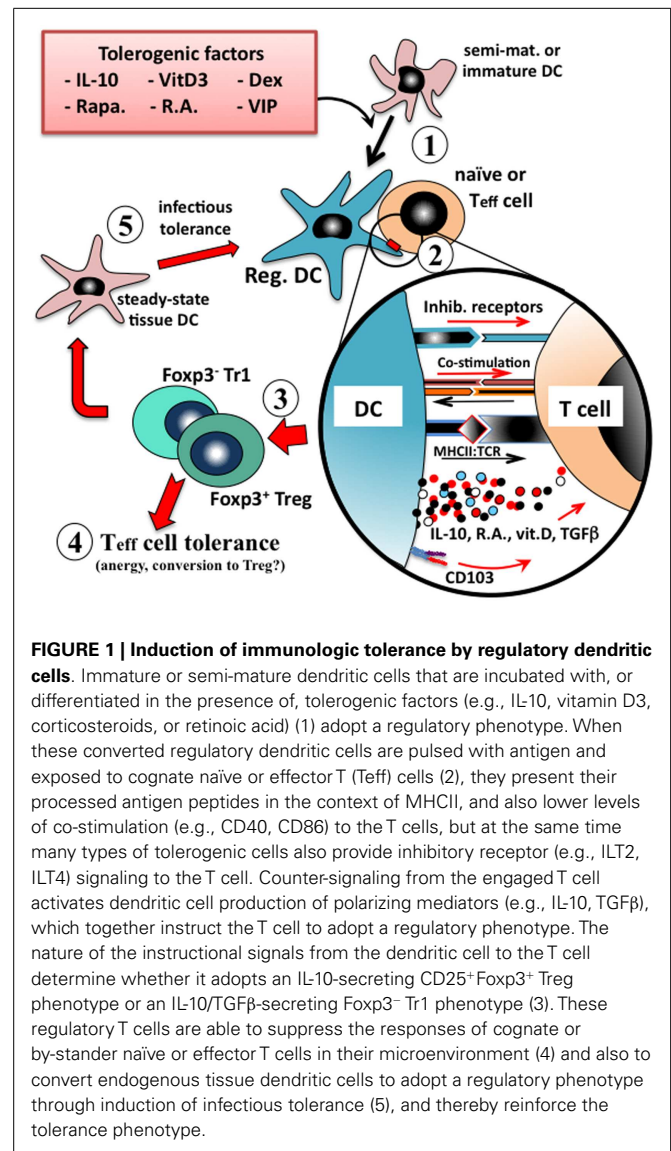 Tolerogenic factors
- IL-10 - VitD3 - Dex
- Rapa. - R.A. - VIP
semi-mat. or
immature DC
1
naïve or
Teff cell
2
5
infectious
tolerance
Reg. DC
steady-state
tissue DC
Inhib. receptors
Co-stimulation
DC
T cell
MHCII:TCR
IL-10, R.A., vit.D, TGFβ
CD103
Foxp3⁻ Tr1
3
Foxp3⁺ Treg
4 Teff cell tolerance
(anergy, conversion to Treg?)
FIGURE 1 | Induction of immunologic tolerance by regulatory dendritic
cells. Immature or semi-mature dendritic cells that are incubated with, or
differentiated in the presence of, tolerogenic factors (e.g., IL-10, vitamin D3,
corticosteroids, or retinoic acid) (1) adopt a regulatory phenotype. When
these converted regulatory dendritic cells are pulsed with antigen and
exposed to cognate naïve or effector T (Teff) cells (2), they present their
processed antigen peptides in the context of MHCII, and also lower levels
of co-stimulation (e.g., CD40, CD86) to the T cells, but at the same time
many types of tolerogenic cells also provide inhibitory receptor (e.g., ILT2,
ILT4) signaling to the T cell. Counter-signaling from the engaged T cell
activates dendritic cell production of polarizing mediators (e.g., IL-10, TGFβ),
which together instruct the T cell to adopt a regulatory phenotype. The
nature of the instructional signals from the dendritic cell to the T cell
determine whether it adopts an IL-10-secreting CD25⁺Foxp3⁺ Treg
phenotype or an IL-10/TGFβ-secreting Foxp3⁻ Tr1 phenotype (3). These
regulatory T cells are able to suppress the responses of cognate or
by-stander naïve or effector T cells in their microenvironment (4) and also to
convert endogenous tissue dendritic cells to adopt a regulatory phenotype
through induction of infectious tolerance (5), and thereby reinforce the
tolerance phenotype.